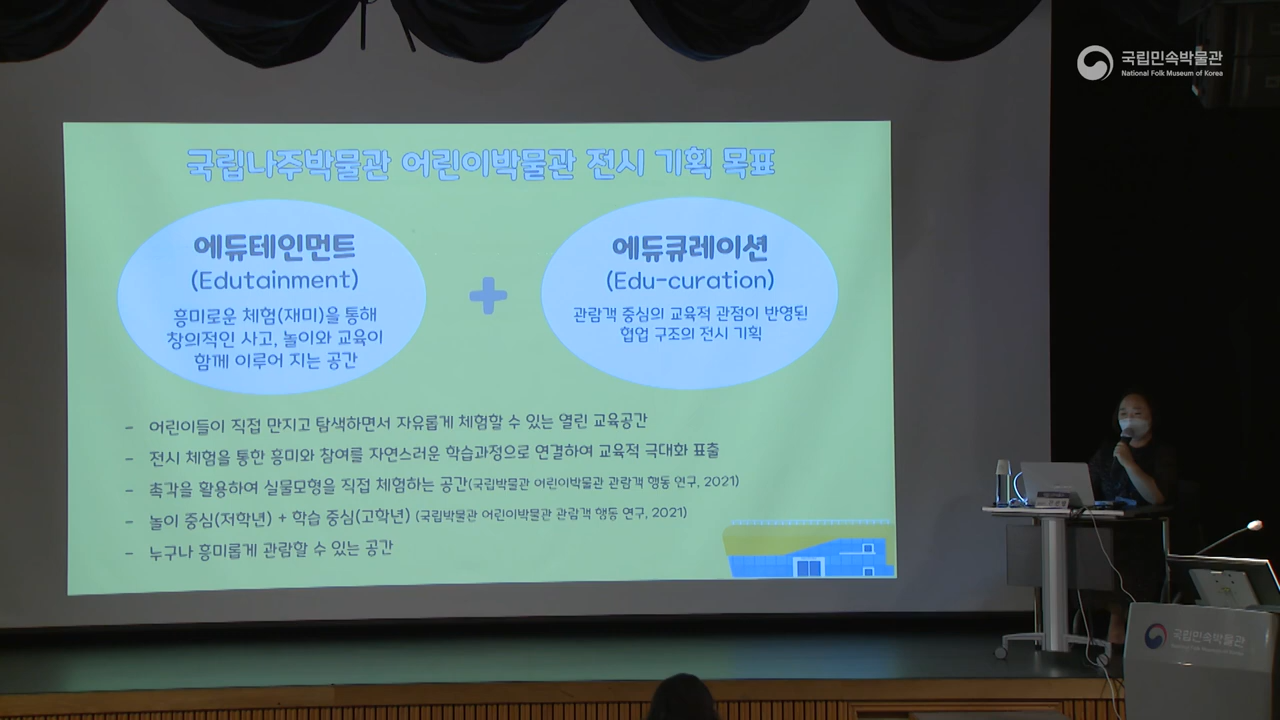 국립민속박물관
National Folk Museum of Korea
국립나주박물관 어린이박물관 전시 기획 목표
에듀테인먼트
(Edutainment)
흥미로운 체험(재미)을 통해
창의적인 사고, 놀이와 교육이
함께 이루어 지는 공간
+
에듀큐레이션
(Edu-curation)
관람객 중심의 교육적 관점이 반영된
협업 구조의 전시 기획
- 어린이들이 직접 만지고 탐색하면서 자유롭게 체험할 수 있는 열린 교육공간
- 전시 체험을 통한 흥미와 참여를 자연스러운 학습과정으로 연결하여 교육적 극대화 표출
- 촉각을 활용하여 실물모형을 직접 체험하는 공간(국립박물관 어린이박물관 관람객 행동 연구, 2021)
- 놀이 중심(저학년) + 학습 중심(고학년) (국립박물관 어린이박물관 관람객 행동 연구, 2021)
- 누구나 흥미롭게 관람할 수 있는 공간
국립민속박물관